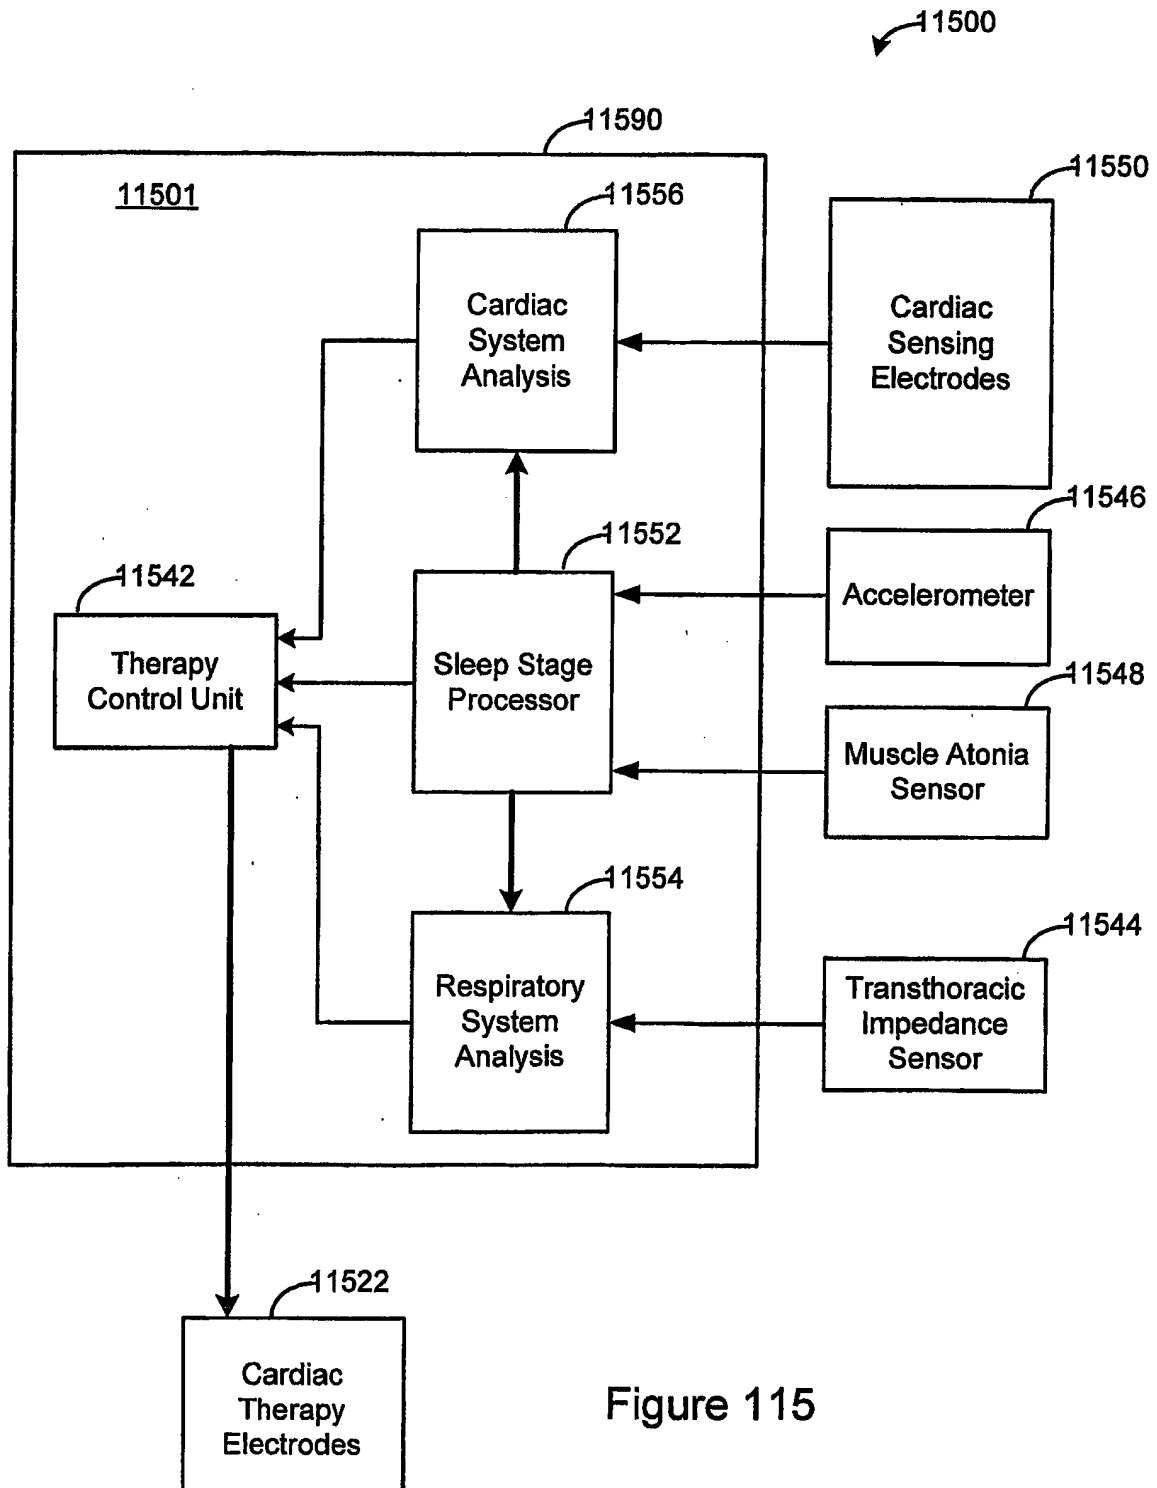 11500
11590
11501
11556
11550
Cardiac
System
Analysis
Cardiac
Sensing
Electrodes
11546
11552
11542
Accelerometer
Therapy
Control Unit
Sleep Stage
Processor
11548
Muscle Atonia
Sensor
11554
11544
Respiratory
System
Analysis
Transthoracic
Impedance
Sensor
11522
Cardiac
Therapy
Electrodes
Figure 115